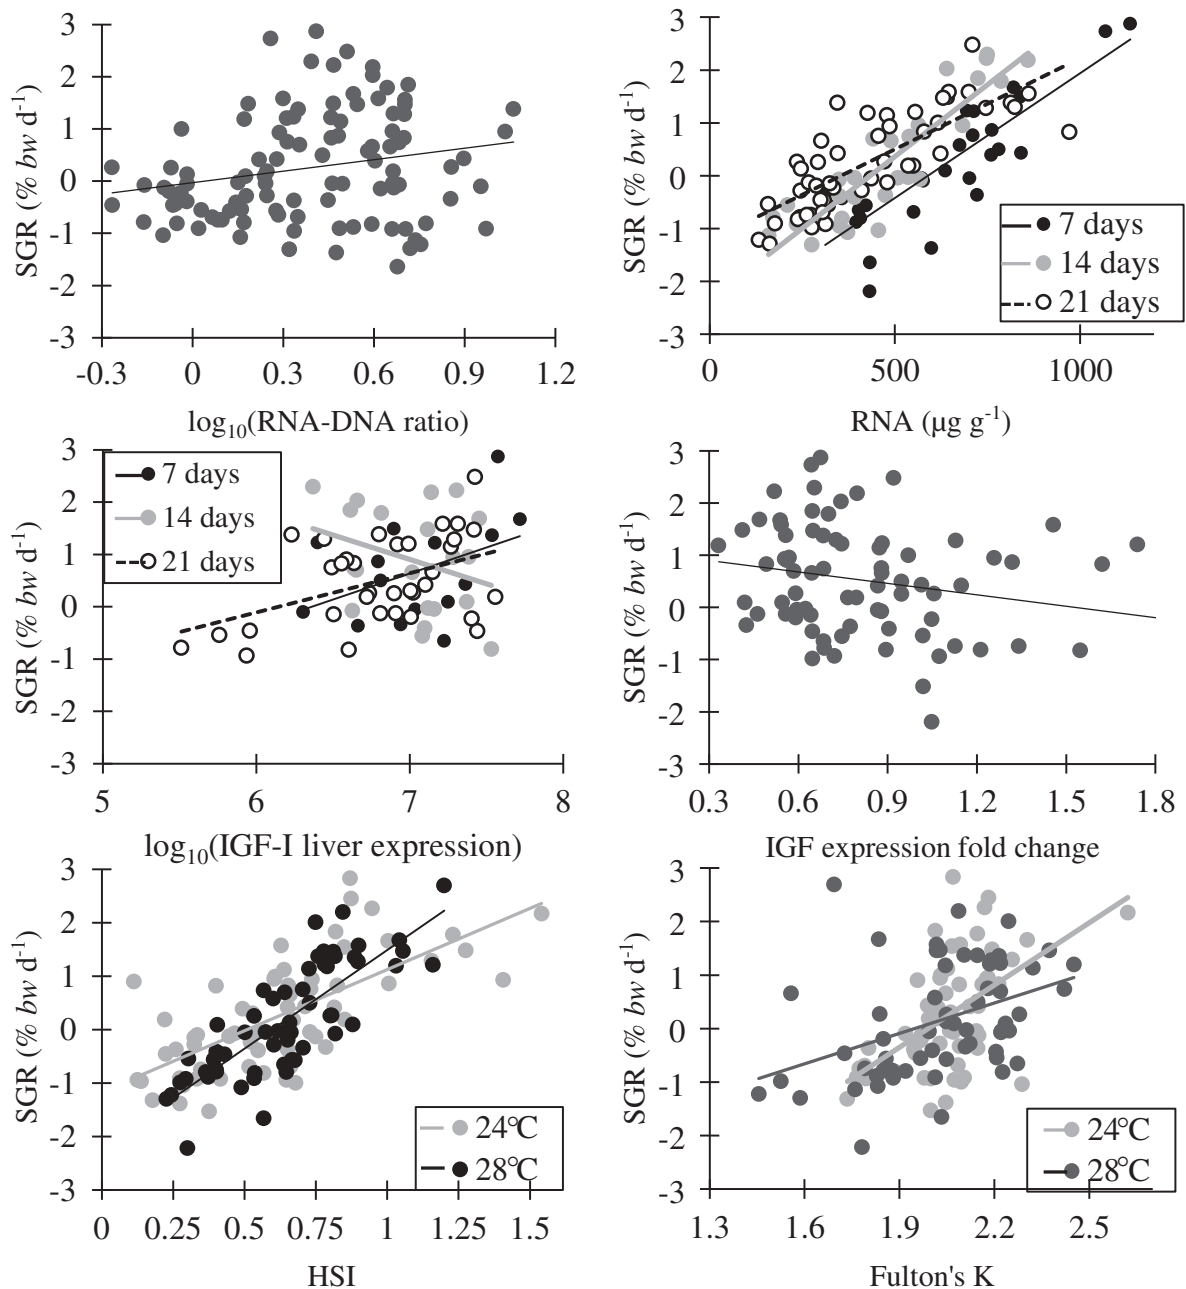 3
2
1
0
-1
-2
-3
SGR (% bw d-1)
-0.3 0 0.3 0.6 0.9 1.2
log10(RNA-DNA ratio)
3
2
1
0
-1
-2
-3
SGR (% bw d-1)
7 days
14 days
21 days
0 500 1000
RNA (µg g-1)
3
2
1
0
-1
-2
-3
SGR (% bw d-1)
7 days
14 days
21 days
5 6 7 8
log10(IGF-I liver expression)
3
2
1
0
-1
-2
-3
SGR (% bw d-1)
0.3 0.6 0.9 1.2 1.5 1.8
IGF expression fold change
3
2
1
0
-1
-2
-3
SGR (% bw d-1)
24°C
28°C
0 0.25 0.5 0.75 1 1.25 1.5
HSI
3
2
1
0
-1
-2
-3
SGR (% bw d-1)
24°C
28°C
1.3 1.6 1.9 2.2 2.5
Fulton's K